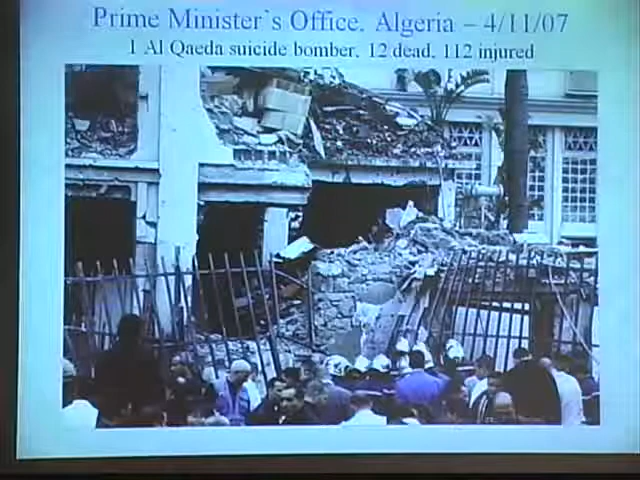 Prime Minister`s Office, Algeria – 4/11/07
1 Al Qaeda suicide bomber, 12 dead, 112 injured